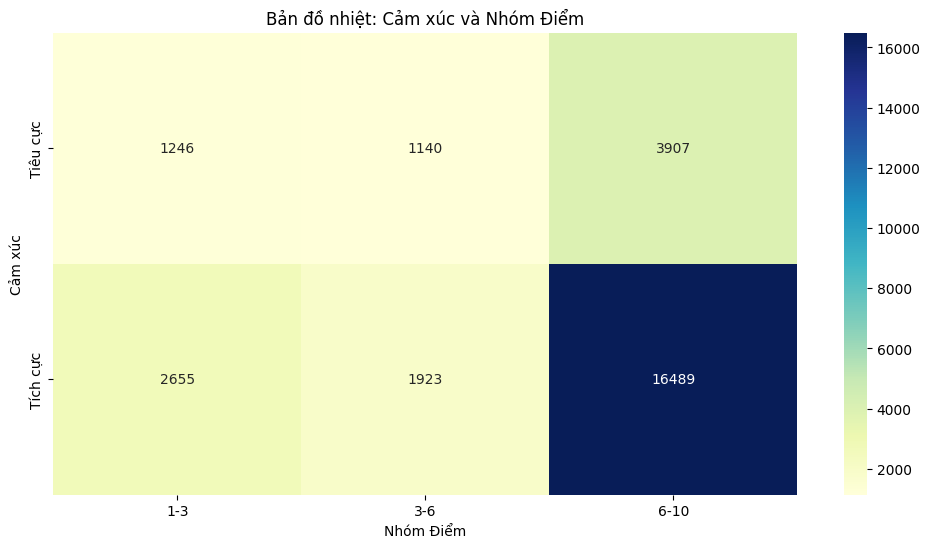 Bản đồ nhiệt: Cảm xúc và Nhóm Điểm
Cảm xúc
Tiêu cực
1246 1140 3907
Tích cực
2655 1923 16489
1-3 3-6 6-10
Nhóm Điểm
16000
14000
12000
10000
8000
6000
4000
2000